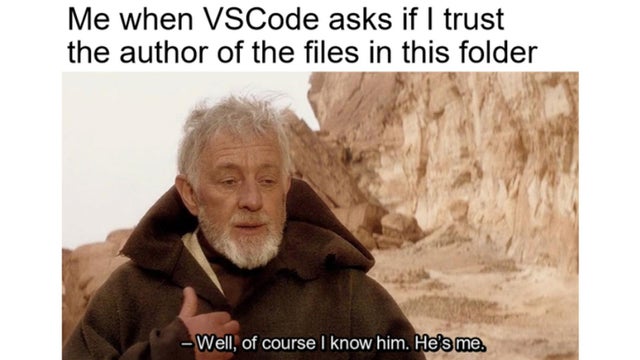 Me when VSCode asks if I trust
the author of the files in this folder
– Well, of course I know him. He's me.